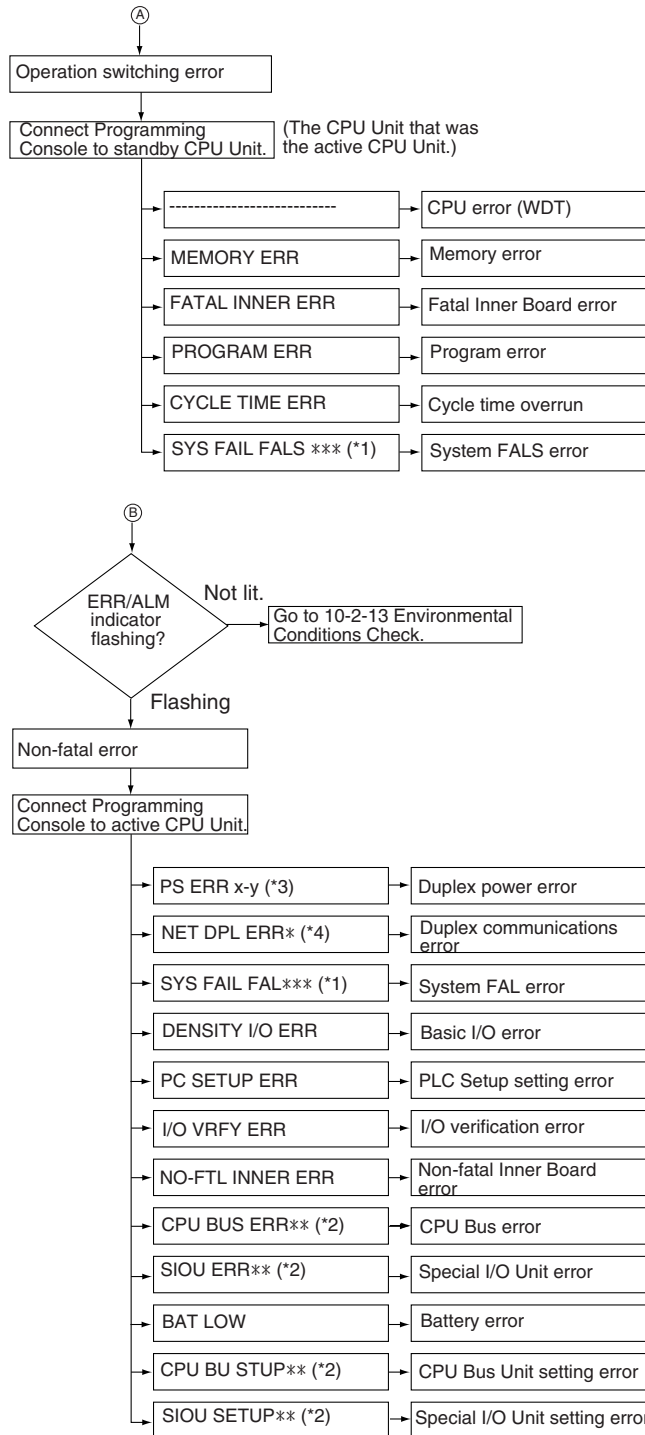 A
Operation switching error
Connect Programming
Console to standby CPU Unit.
(The CPU Unit that was
the active CPU Unit.)
---------------------------
CPU error (WDT)
MEMORY ERR
Memory error
FATAL INNER ERR
Fatal Inner Board error
PROGRAM ERR
Program error
CYCLE TIME ERR
Cycle time overrun
SYS FAIL FALS *** (*1)
System FALS error
B
ERR/ALM
indicator
flashing?
Not lit.
Go to 10-2-13 Environmental
Conditions Check.
Flashing
Non-fatal error
Connect Programming
Console to active CPU Unit.
PS ERR x-y (*3)
Duplex power error
NET DPL ERR* (*4)
Duplex communications
error
SYS FAIL FAL*** (*1)
System FAL error
DENSITY I/O ERR
Basic I/O error
PC SETUP ERR
PLC Setup setting error
I/O VRFY ERR
I/O verification error
NO-FTL INNER ERR
Non-fatal Inner Board
error
CPU BUS ERR** (*2)
CPU Bus error
SIOU ERR** (*2)
Special I/O Unit error
BAT LOW
Battery error
CPU BU STUP** (*2)
CPU Bus Unit setting error
SIOU SETUP** (*2)
Special I/O Unit setting error